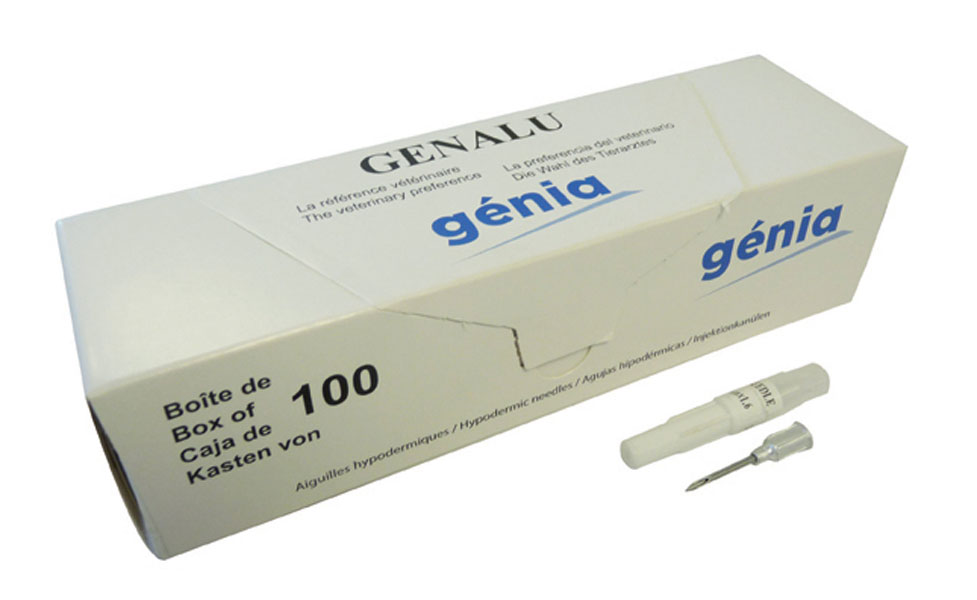 GENALU
La référence vétérinaire
The veterinary preference
La preferencia del veterinario
Die Wahl des Tierarztes
génia
génia
Boîte de
Box of
Caja de
Kasten von
100
Aiguilles hypodermiques / Hypodermic needles / Agujas hipodérmicas / Injektionkanülen